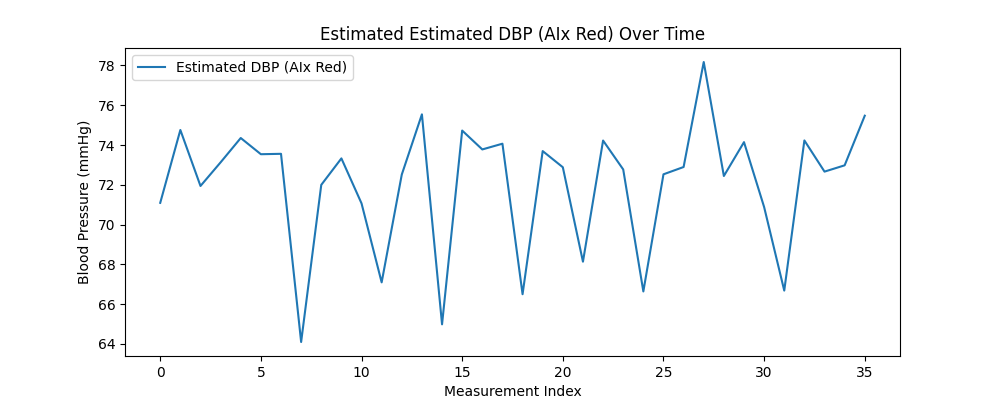 Estimated Estimated DBP (AIx Red) Over Time
Estimated DBP (AIx Red)
Blood Pressure (mmHg)
78
76
74
72
70
68
66
64
0 5 10 15 20 25 30 35
Measurement Index